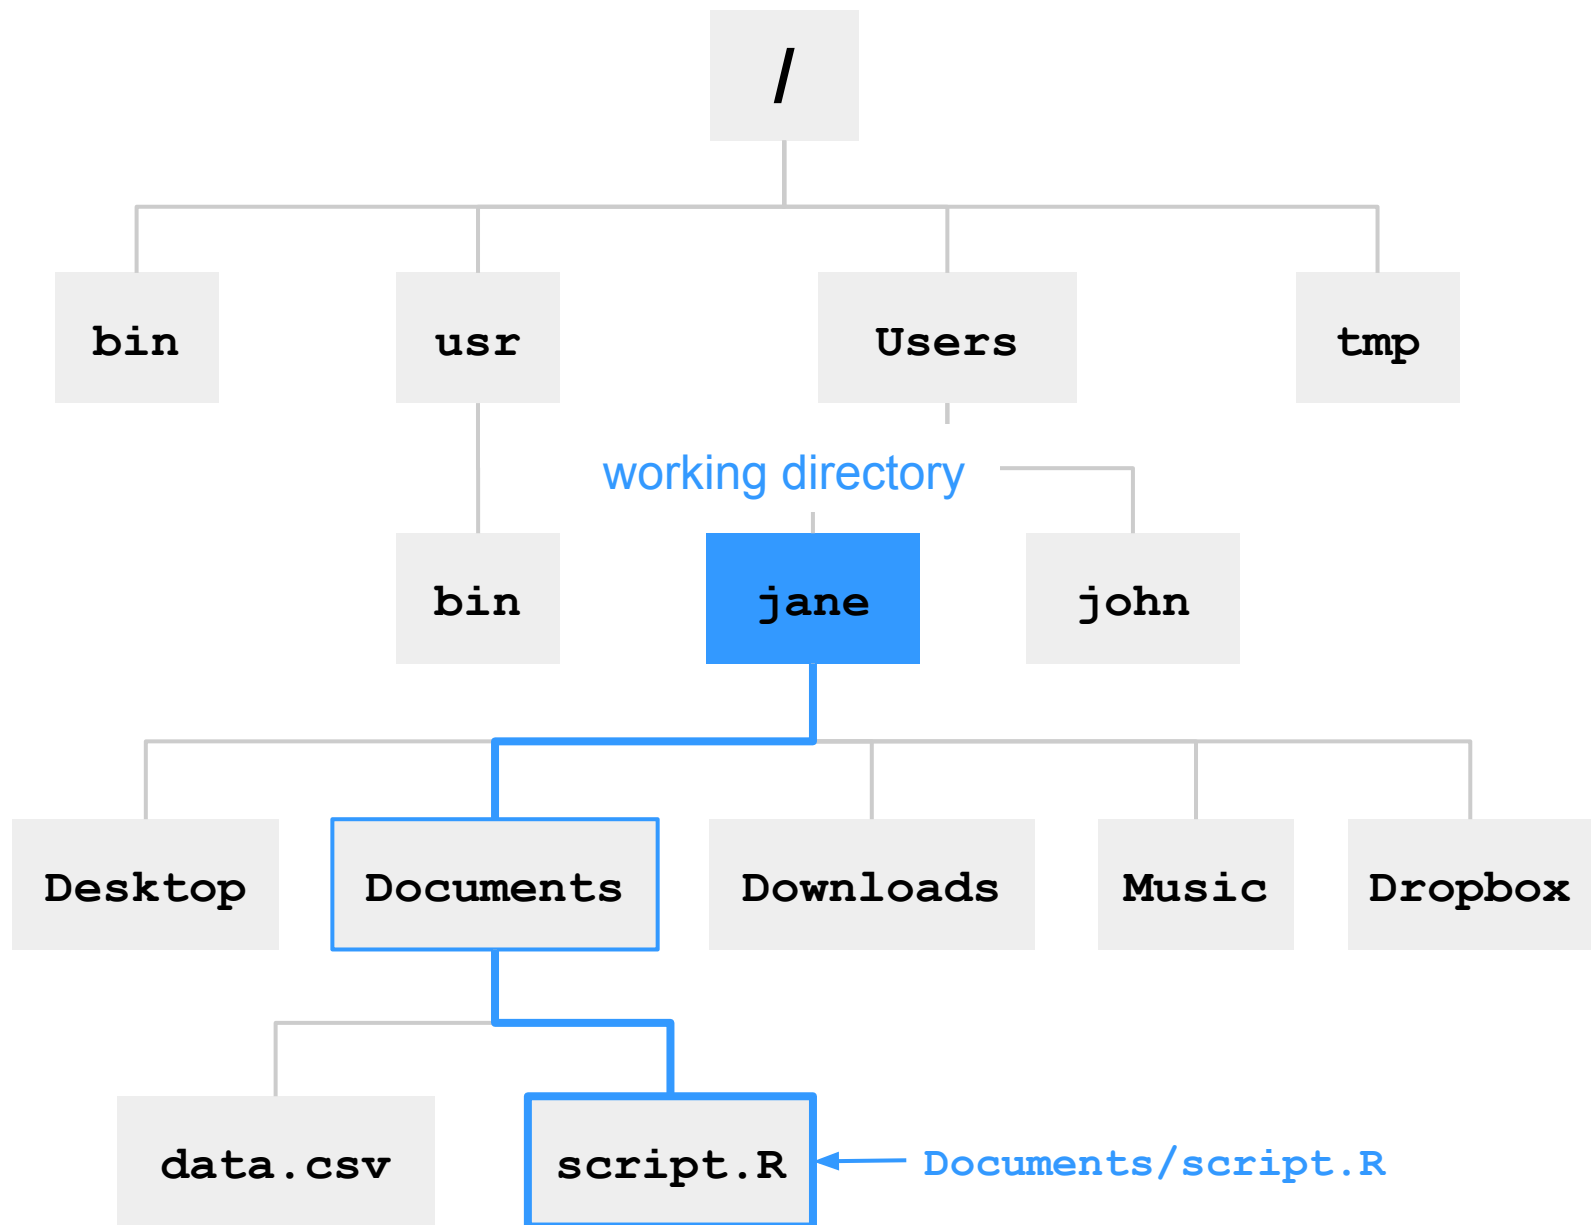 /
bin usr Users tmp
working directory
bin jane john
Desktop Documents Downloads Music Dropbox
data.csv script.R Documents/script.R